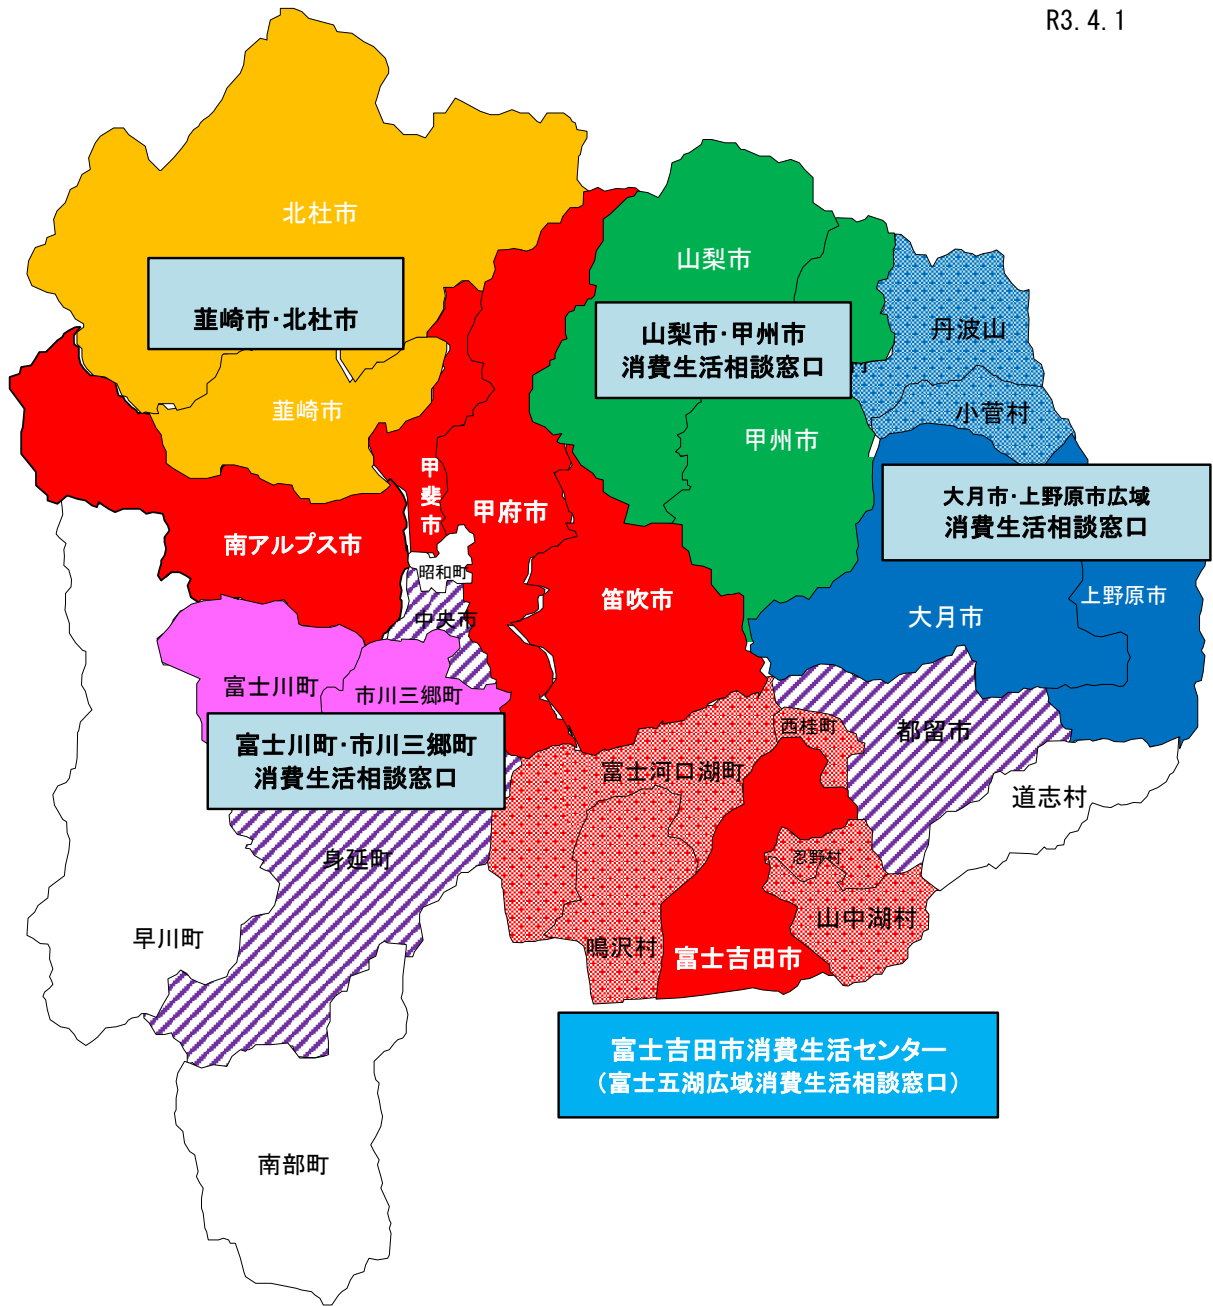 R3.4.1
北杜市
韮崎市・北杜市
韮崎市
山梨市
山梨市・甲州市
消費生活相談窓口
甲州市
丹波山
村
小菅村
大月市・上野原市広域
消費生活相談窓口
上野原市
大月市
甲斐市
甲府市
南アルプス市
昭和町
中央市
笛吹市
富士川町
市川三郷町
富士川町・市川三郷町
消費生活相談窓口
西桂町
都留市
富士河口湖町
道志村
身延町
忍野村
山中湖村
早川町
鳴沢村
富士吉田市
富士吉田市消費生活センター
（富士五湖広域消費生活相談窓口）
南部町